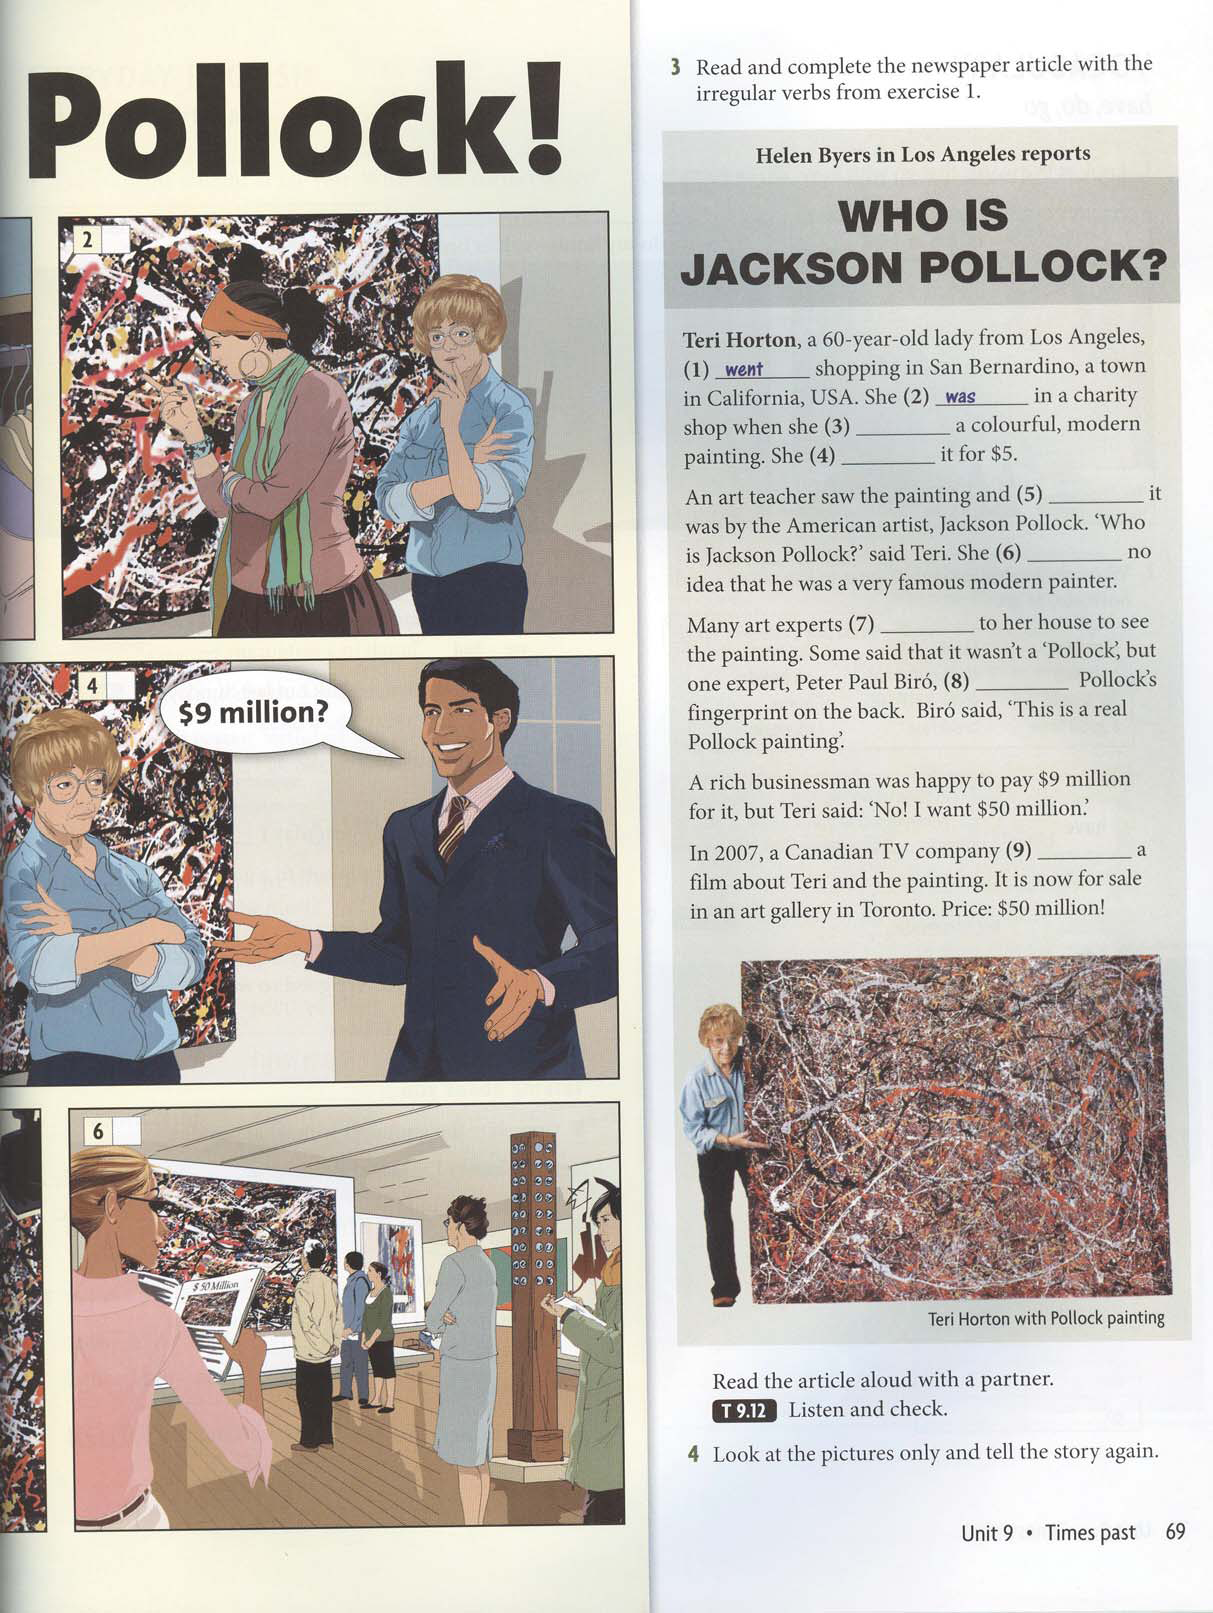 Pollock!
2
4
$9 million?
6
$ 50 Million
3 Read and complete the newspaper article with the
irregular verbs from exercise 1.
Helen Byers in Los Angeles reports
WHO IS
JACKSON POLLOCK?
Teri Horton, a 60-year-old lady from Los Angeles,
(1) went shopping in San Bernardino, a town
in California, USA. She (2) was in a charity
shop when she (3) __________ a colourful, modern
painting. She (4) __________ it for $5.
An art teacher saw the painting and (5) __________ it
was by the American artist, Jackson Pollock. ‘Who
is Jackson Pollock?’ said Teri. She (6) __________ no
idea that he was a very famous modern painter.
Many art experts (7) __________ to her house to see
the painting. Some said that it wasn’t a ‘Pollock’, but
one expert, Peter Paul Biró, (8) __________ Pollock’s
fingerprint on the back. Biró said, ‘This is a real
Pollock painting’.
A rich businessman was happy to pay $9 million
for it, but Teri said: ‘No! I want $50 million.’
In 2007, a Canadian TV company (9) __________ a
film about Teri and the painting. It is now for sale
in an art gallery in Toronto. Price: $50 million!
Teri Horton with Pollock painting
Read the article aloud with a partner.
T 9.12 Listen and check.
4 Look at the pictures only and tell the story again.
Unit 9 • Times past 69